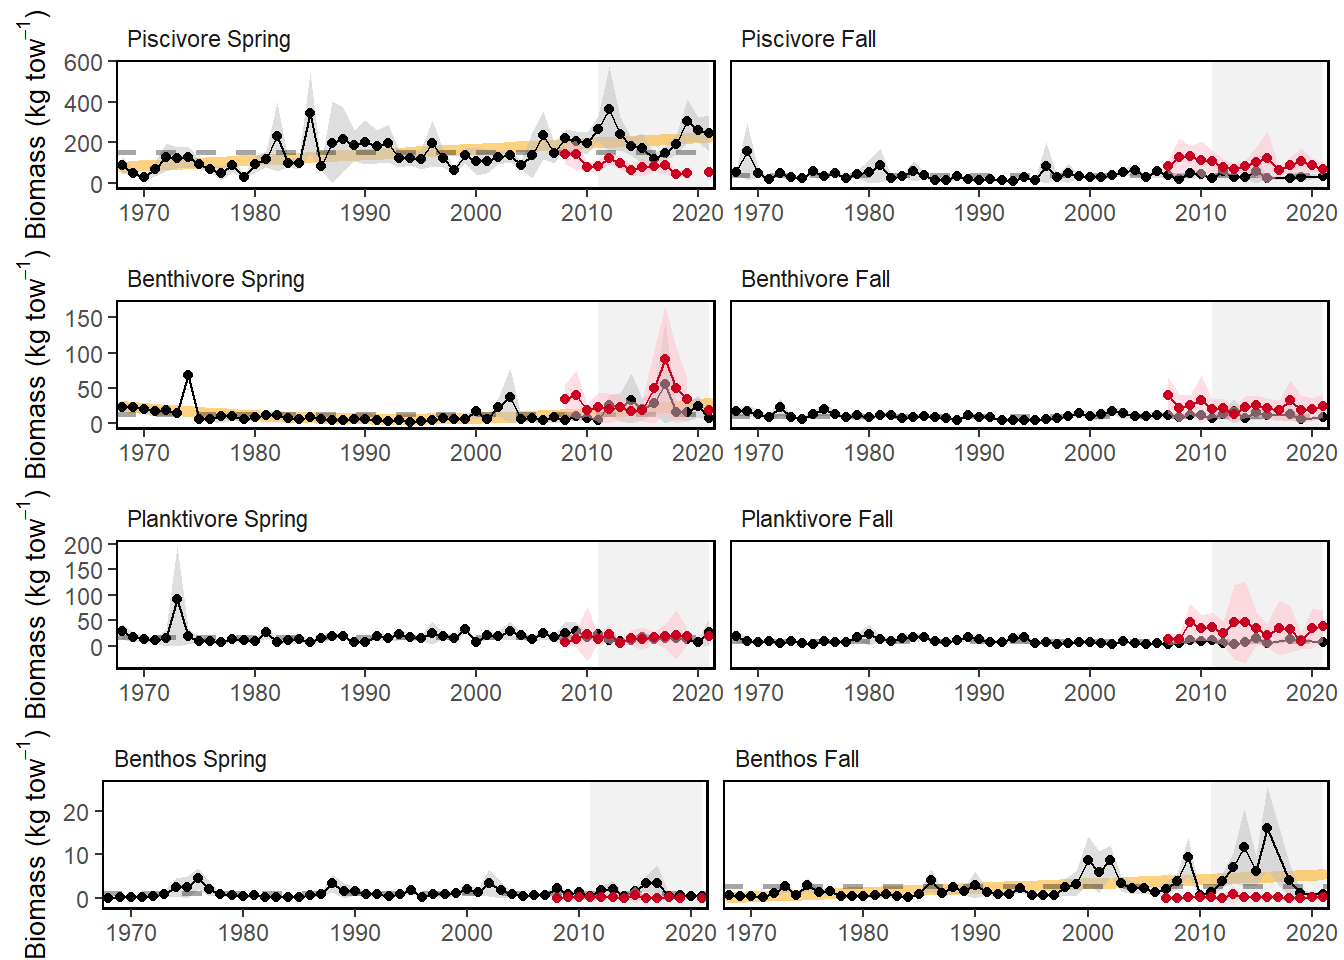 Piscivore Spring
Piscivore Fall
Biomass (kg tow⁻¹)
600
400
200
0
1970 1980 1990 2000 2010 2020
1970 1980 1990 2000 2010 2020
Benthivore Spring
Benthivore Fall
Biomass (kg tow⁻¹)
150
100
50
0
1970 1980 1990 2000 2010 2020
1970 1980 1990 2000 2010 2020
Planktivore Spring
Planktivore Fall
Biomass (kg tow⁻¹)
200
150
100
50
0
1970 1980 1990 2000 2010 2020
1970 1980 1990 2000 2010 2020
Benthos Spring
Benthos Fall
Biomass (kg tow⁻¹)
20
10
0
1970 1980 1990 2000 2010 2020
1970 1980 1990 2000 2010 2020